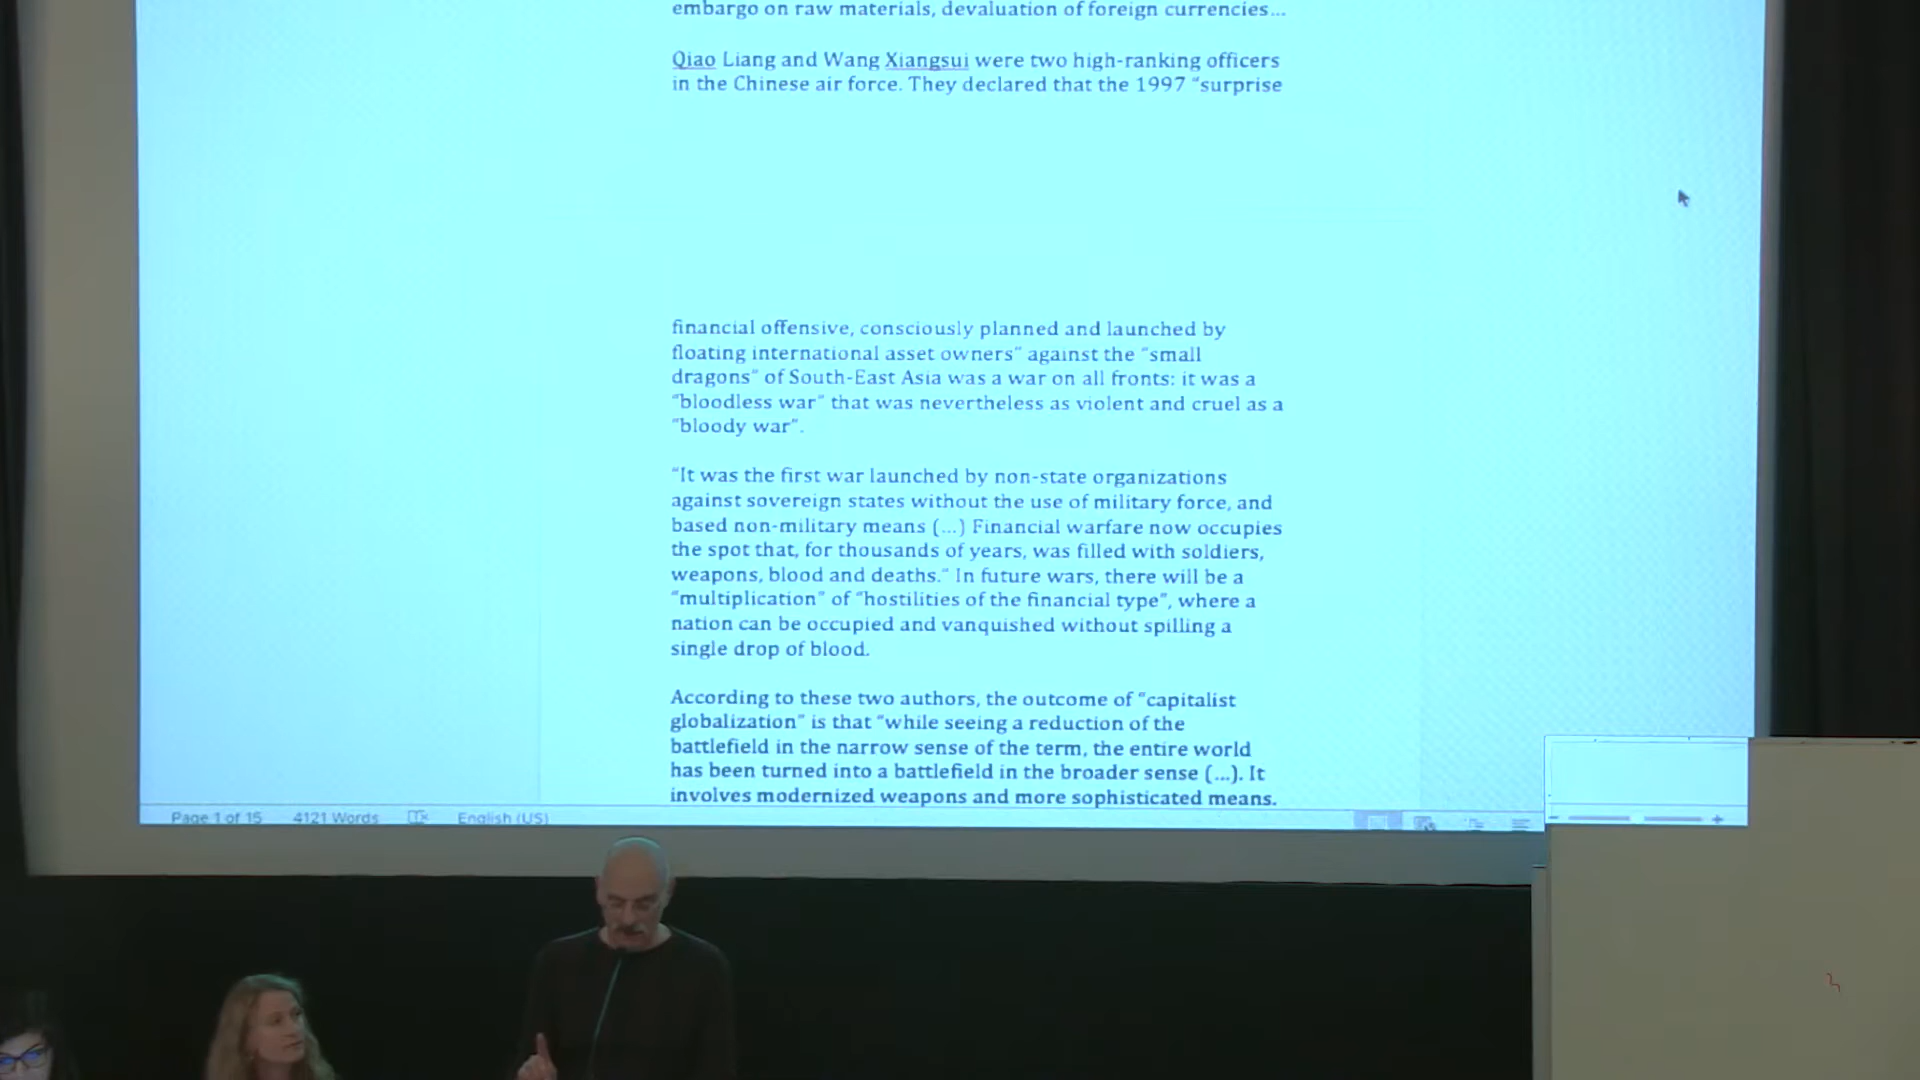 embargo on raw materials, devaluation of foreign currencies...
Qiao Liang and Wang Xiangsui were two high-ranking officers
in the Chinese air force. They declared that the 1997 “surprise
financial offensive, consciously planned and launched by
floating international asset owners” against the “small
dragons” of South-East Asia was a war on all fronts: it was a
“bloodless war” that was nevertheless as violent and cruel as a
“bloody war”.
“It was the first war launched by non-state organizations
against sovereign states without the use of military force, and
based non-military means (...) Financial warfare now occupies
the spot that, for thousands of years, was filled with soldiers,
weapons, blood and deaths.” In future wars, there will be a
“multiplication” of “hostilities of the financial type”, where a
nation can be occupied and vanquished without spilling a
single drop of blood.
According to these two authors, the outcome of “capitalist
globalization” is that “while seeing a reduction of the
battlefield in the narrow sense of the term, the entire world
has been turned into a battlefield in the broader sense (...). It
involves modernized weapons and more sophisticated means.
Page 1 of 15 4121 Words English (US)